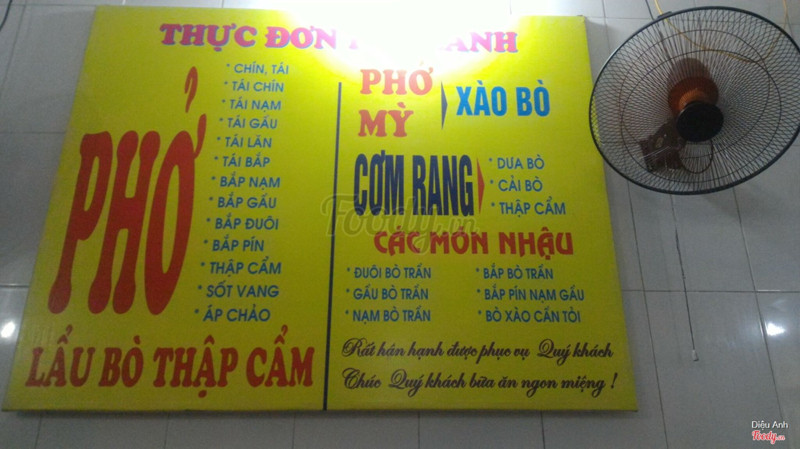 THỰC ĐƠN ANH
PHỞ
* CHÍN, TÁI
* TÁI CHÍN
* TÁI NẠM
* TÁI GẦU
* TÁI LĂN
* TÁI BẮP
* BẮP NẠM
* BẮP GẦU
* BẮP ĐUÔI
* BẮP PÍN
* THẬP CẨM
* SỐT VANG
* ÁP CHẢO
LẨU BÒ THẬP CẨM
PHỞ
MỲ
XÀO BÒ
CƠM RANG
* DƯA BÒ
* CẢI BÒ
* THẬP CẨM
CÁC MÓN NHẬU
* ĐUÔI BÒ TRẦN
* GẦU BÒ TRẦN
* NẠM BÒ TRẦN
* BẮP BÒ TRẦN
* BẮP PÍN NẠM GẦU
* BÒ XÀO CẦN TỎI
Rất hân hạnh được phục vụ Quý khách
Chúc Quý khách bữa ăn ngon miệng !
Foody.vn
Diệu Anh
Foody.vn